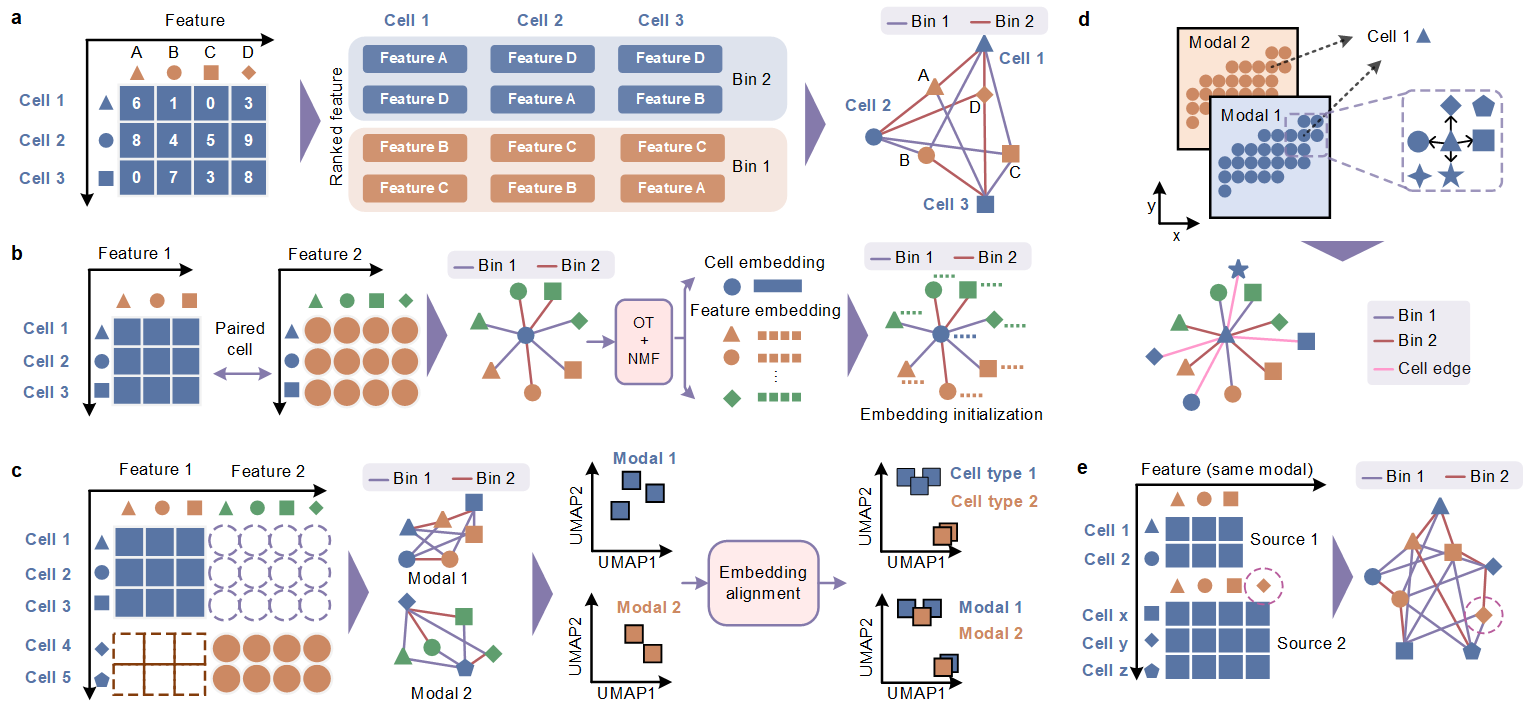 a
Feature
A B C D
Cell 1 6 1 0 3
Cell 2 8 4 5 9
Cell 3 0 7 3 8
Ranked feature
Cell 1 Cell 2 Cell 3
Feature A Feature D Feature D
Bin 2
Feature D Feature A Feature B
Feature B Feature C Feature C
Bin 1
Feature C Feature B Feature A
Bin 1 Bin 2
Cell 1
A
D
Cell 2
B
C
Cell 3
b
Feature 1
Feature 2
Cell 1
Cell 2
Cell 3
Paired
cell
Cell 1
Cell 2
Cell 3
Bin 1 Bin 2
OT
+
NMF
Cell embedding
Feature embedding
Bin 1 Bin 2
Embedding initialization
c
Feature 1 Feature 2
Cell 1
Cell 2
Cell 3
Cell 4
Cell 5
Bin 1 Bin 2
Modal 1
Modal 2
Modal 1
UMAP2
UMAP1
Modal 2
UMAP2
UMAP1
Embedding
alignment
Cell type 1
Cell type 2
UMAP2
UMAP1
Modal 1
Modal 2
UMAP2
UMAP1
d
Modal 2
Modal 1
Cell 1
y
x
Bin 1
Bin 2
Cell edge
e
Feature (same modal)
Cell 1
Source 1
Cell 2
Cell x
Cell y
Source 2
Cell z
Bin 1 Bin 2